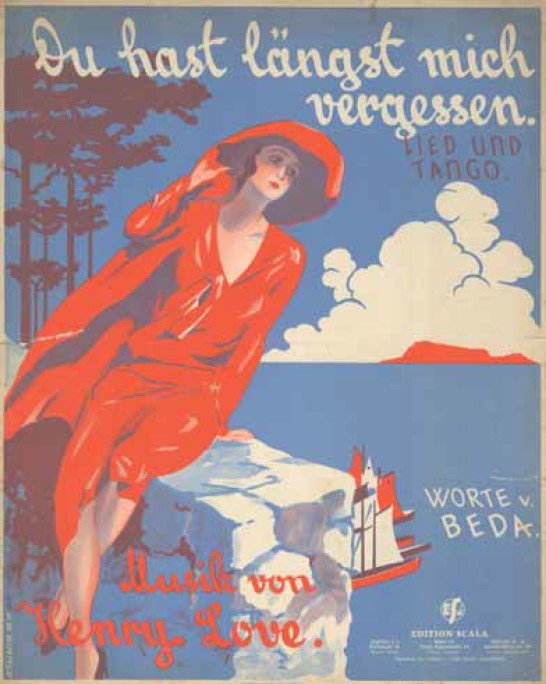 Du hast längst mich
vergessen.
LIED UND
TANGO.
WORTE v.
BEDA.
Musik von
Henry Love.
EDITION SCALA